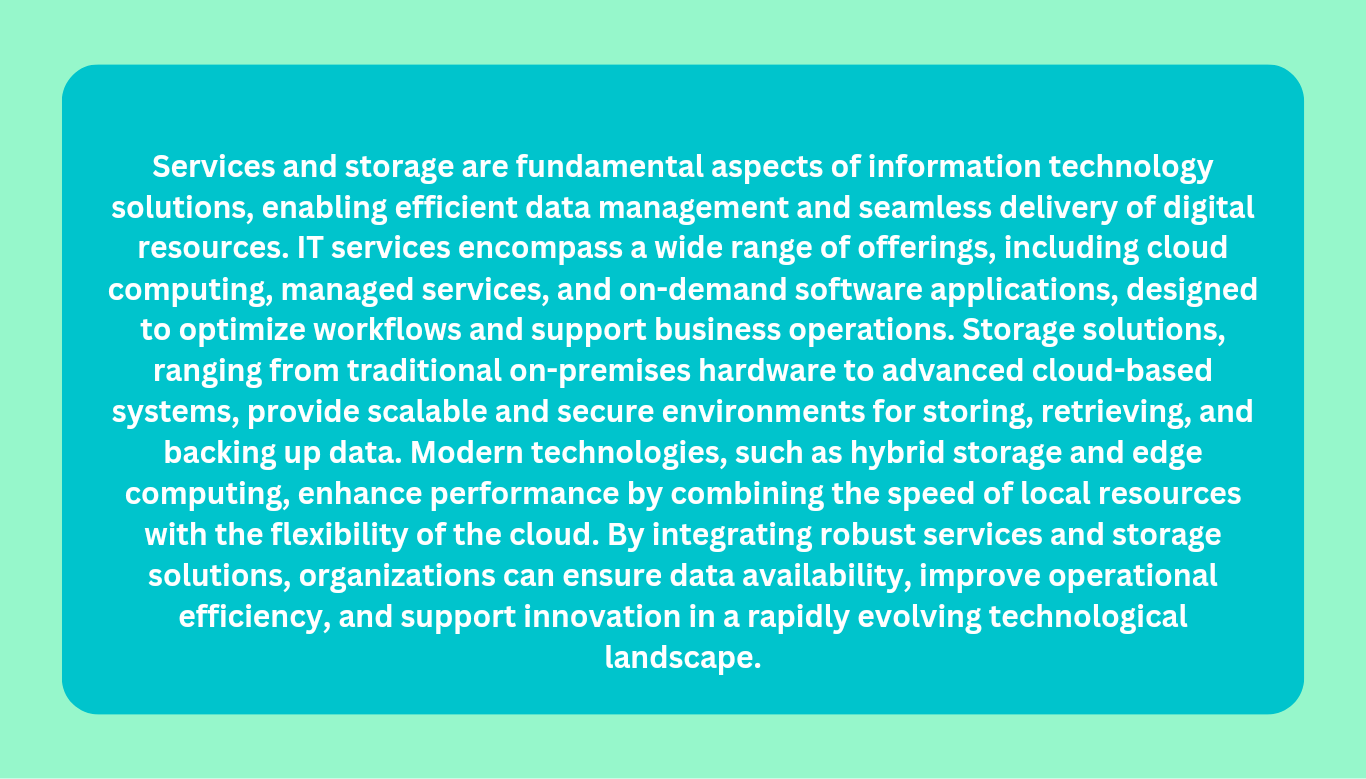 Services and storage are fundamental aspects of information technology
solutions, enabling efficient data management and seamless delivery of digital
resources. IT services encompass a wide range of offerings, including cloud
computing, managed services, and on-demand software applications, designed
to optimize workflows and support business operations. Storage solutions,
ranging from traditional on-premises hardware to advanced cloud-based
systems, provide scalable and secure environments for storing, retrieving, and
backing up data. Modern technologies, such as hybrid storage and edge
computing, enhance performance by combining the speed of local resources
with the flexibility of the cloud. By integrating robust services and storage
solutions, organizations can ensure data availability, improve operational
efficiency, and support innovation in a rapidly evolving technological
landscape.